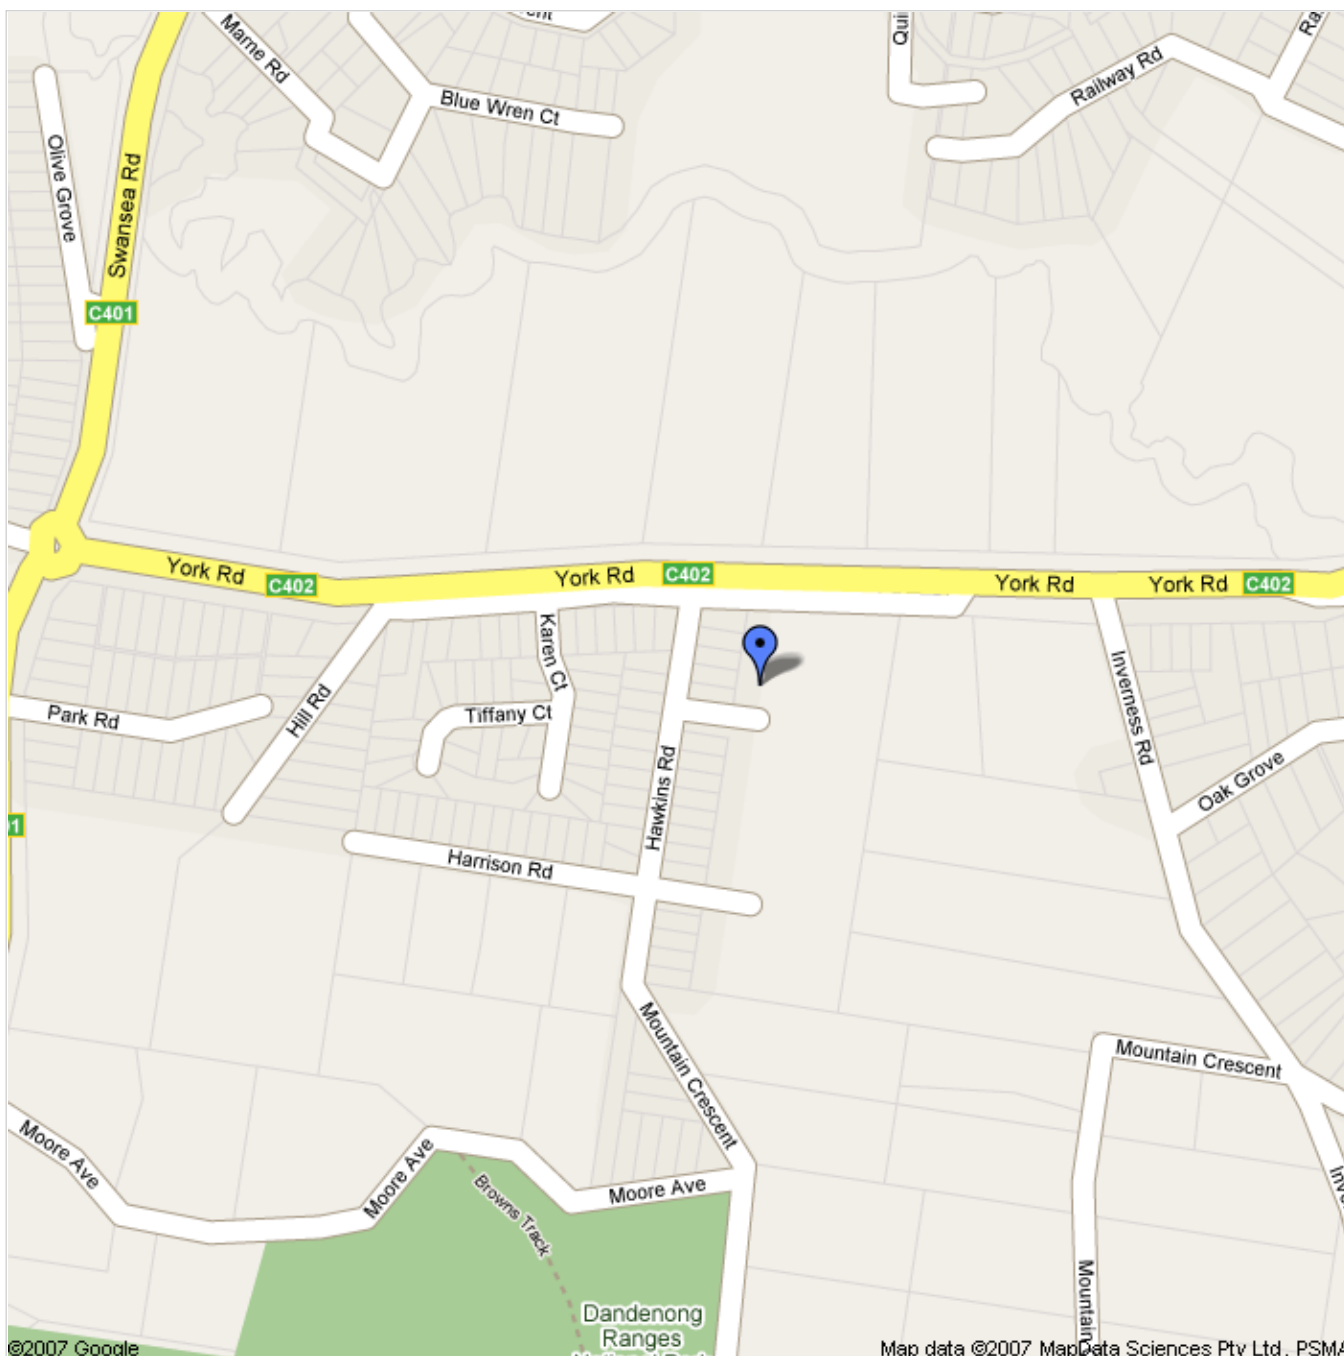 Marne Rd
Blue Wren Ct
Railway Rd
Olive Grove
Swansea Rd
C401
York Rd
C402
York Rd
C402
York Rd
York Rd
C402
Karen Ct
Tiffany Ct
Hill Rd
Park Rd
Hawkins Rd
Harrison Rd
Inverness Rd
Oak Grove
Mountain Crescent
Mountain Crescent
Moore Ave
Moore Ave
Moore Ave
Browns Track
Mountain
Dandenong
Ranges
©2007 Google
Map data ©2007 MapData Sciences Pty Ltd, PSMA